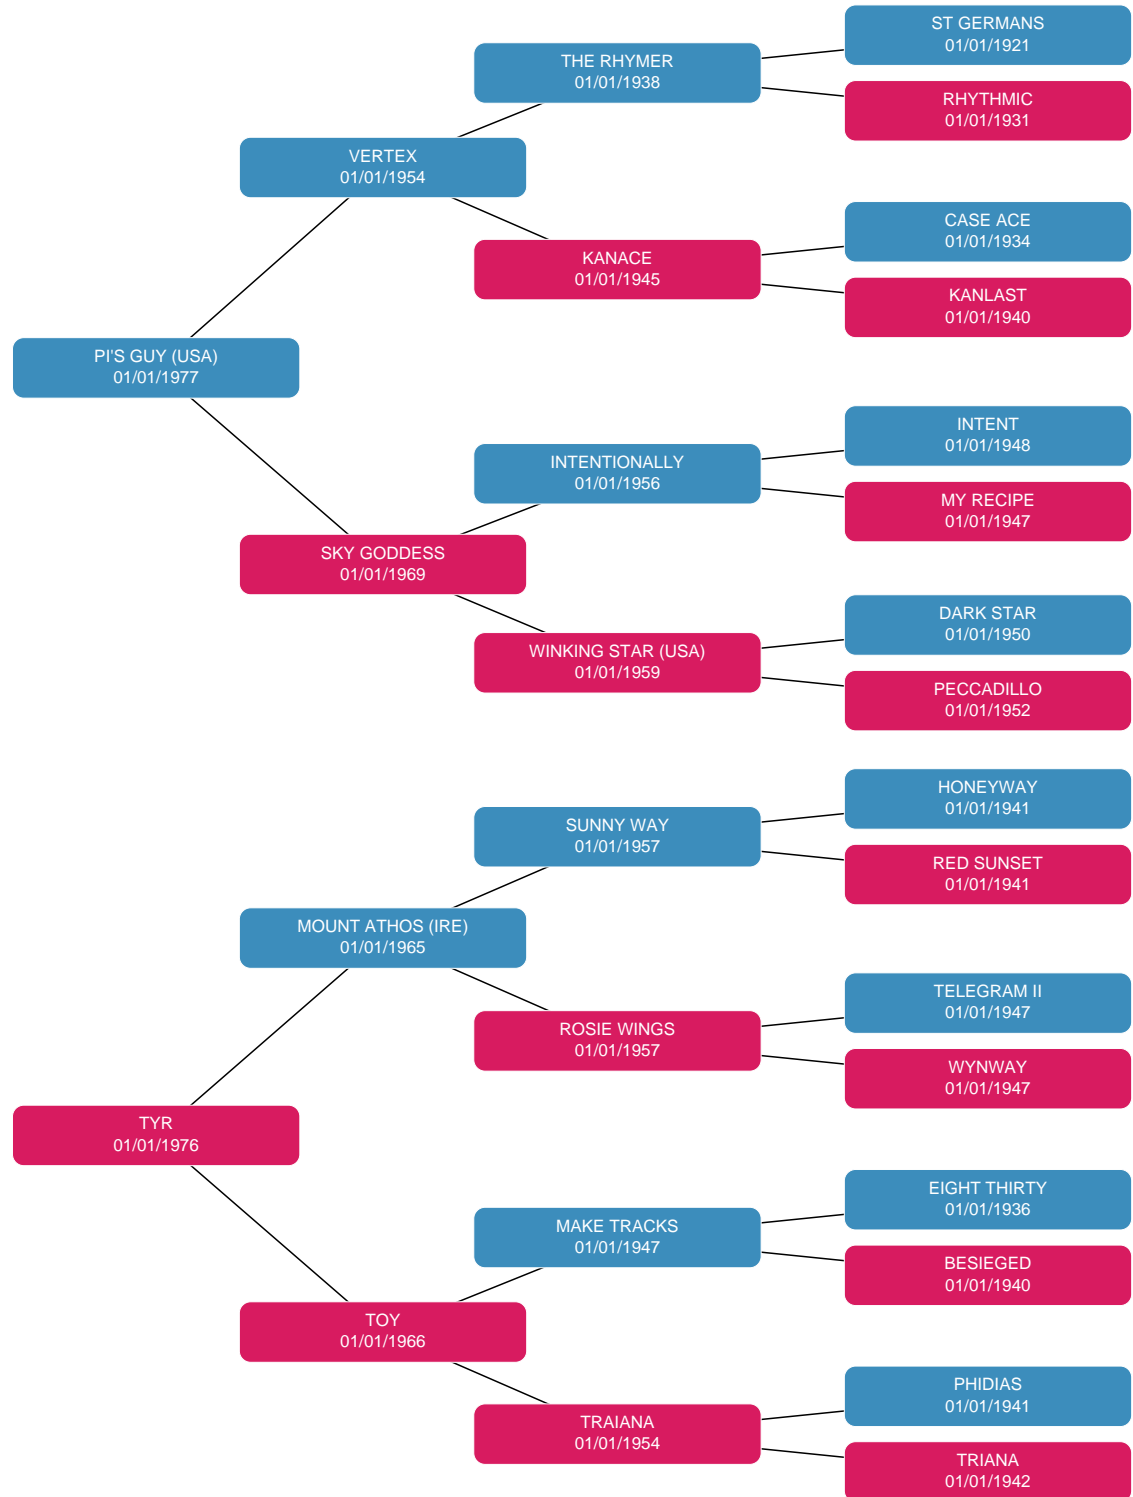 ST GERMANS
01/01/1921
THE RHYMER
01/01/1938
RHYTHMIC
01/01/1931
VERTEX
01/01/1954
CASE ACE
01/01/1934
KANACE
01/01/1945
KANLAST
01/01/1940
PI'S GUY (USA)
01/01/1977
INTENT
01/01/1948
INTENTIONALLY
01/01/1956
MY RECIPE
01/01/1947
SKY GODDESS
01/01/1969
DARK STAR
01/01/1950
WINKING STAR (USA)
01/01/1959
PECCADILLO
01/01/1952
HONEYWAY
01/01/1941
SUNNY WAY
01/01/1957
RED SUNSET
01/01/1941
MOUNT ATHOS (IRE)
01/01/1965
TELEGRAM II
01/01/1947
ROSIE WINGS
01/01/1957
WYNWAY
01/01/1947
TYR
01/01/1976
EIGHT THIRTY
01/01/1936
MAKE TRACKS
01/01/1947
BESIEGED
01/01/1940
TOY
01/01/1966
PHIDIAS
01/01/1941
TRAIANA
01/01/1954
TRIANA
01/01/1942